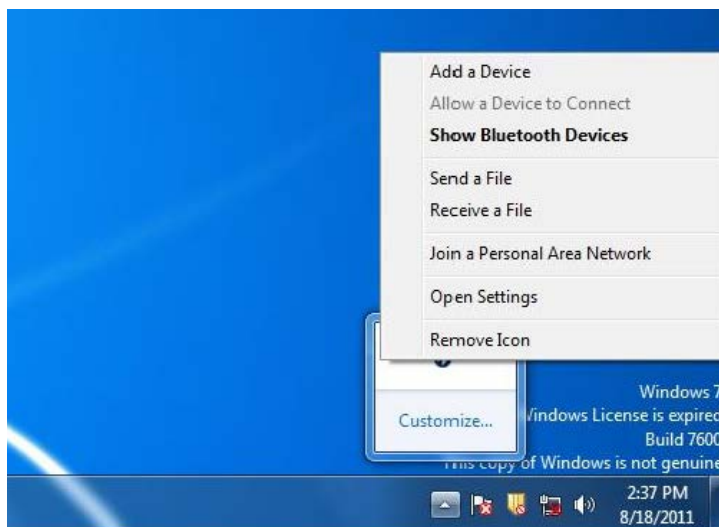 Add a Device
Allow a Device to Connect
Show Bluetooth Devices
Send a File
Receive a File
Join a Personal Area Network
Open Settings
Remove Icon
Customize...
Windows 7
Windows License is expired
Build 7600
This copy of Windows is not genuine
2:37 PM
8/18/2011